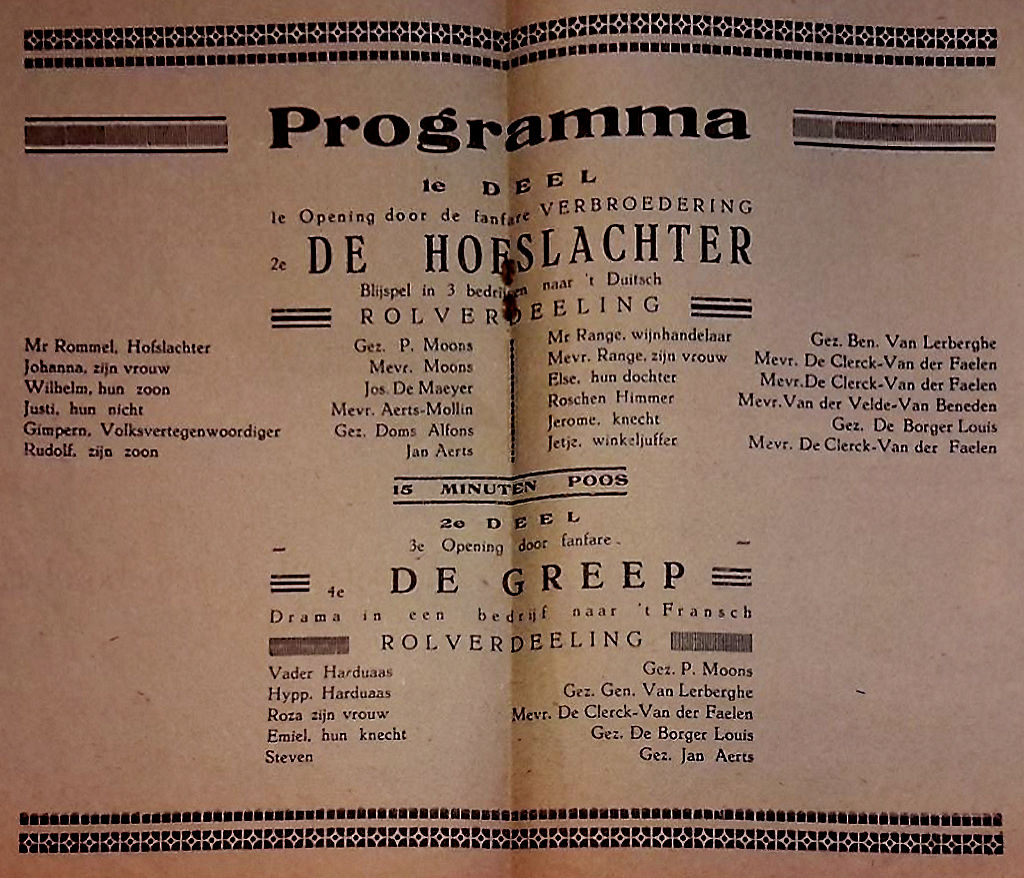 Programma
1e DEEL
1e Opening door de fanfare VERBROEDERING
2e DE HOFSLACHTER
Blijspel in 3 bedrijven naar 't Duitsch
ROLVERDEELING
Mr Rommel, Hofslachter Gez. P. Moons
Johanna, zijn vrouw Mevr. Moons
Wilhelm, hun zoon Jos. De Maeyer
Justi, hun nicht Mevr. Aerts-Mollin
Gimpern, Volksvertegenwoordiger Gez. Doms Alfons
Rudolf, zijn zoon Jan Aerts
Mr Range, wijnhandelaar Gez. Ben. Van Lerberghe
Mevr. Range, zijn vrouw Mevr. De Clerck-Van der Faelen
Else, hun dochter Mevr.De Clerck-Van der Faelen
Roschen Himmer Mevr.Van der Velde-Van Beneden
Jerome, knecht Gez. De Borger Louis
Jetje, winkeljuffer Mevr. De Clerck-Van der Faelen
15 MINUTEN POOS
2e DEEL
3e Opening door fanfare.
4e DE GREEP
Drama in een bedrijf naar 't Fransch
ROLVERDEELING
Vader Harduaas Gez. P. Moons
Hypp. Harduaas Gez. Gen. Van Lerberghe
Roza zijn vrouw Mevr. De Clerck-Van der Faelen
Emiel, hun knecht Gez. De Borger Louis
Steven Gez. Jan Aerts